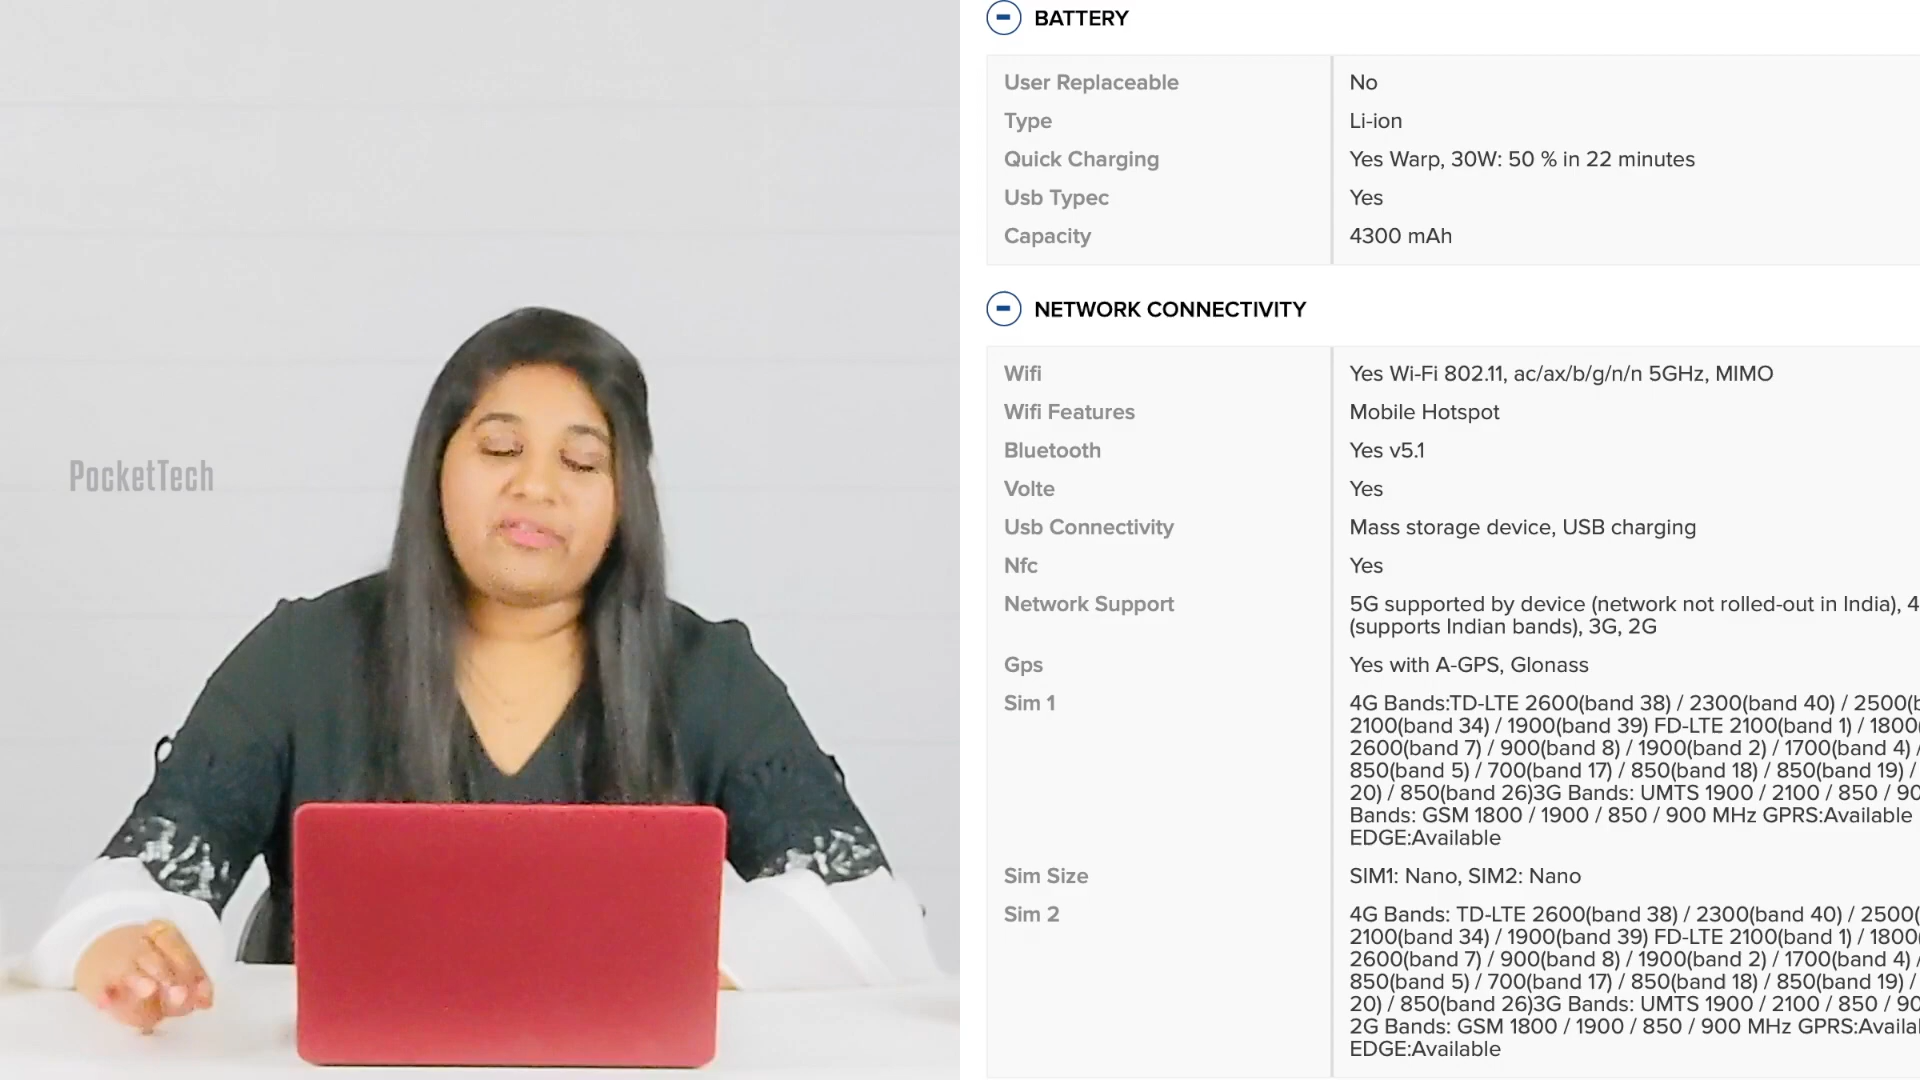 PocketTech
BATTERY
User Replaceable No
Type Li-ion
Quick Charging Yes Warp, 30W: 50 % in 22 minutes
Usb Typec Yes
Capacity 4300 mAh
NETWORK CONNECTIVITY
Wifi Yes Wi-Fi 802.11, ac/ax/b/g/n/n 5GHz, MIMO
Wifi Features Mobile Hotspot
Bluetooth Yes v5.1
Volte Yes
Usb Connectivity Mass storage device, USB charging
Nfc Yes
Network Support 5G supported by device (network not rolled-out in India), 4
(supports Indian bands), 3G, 2G
Gps Yes with A-GPS, Glonass
Sim 1 4G Bands:TD-LTE 2600(band 38) / 2300(band 40) / 2500(b
2100(band 34) / 1900(band 39) FD-LTE 2100(band 1) / 1800(
2600(band 7) / 900(band 8) / 1900(band 2) / 1700(band 4) /
850(band 5) / 700(band 17) / 850(band 18) / 850(band 19) /
20) / 850(band 26)3G Bands: UMTS 1900 / 2100 / 850 / 90
Bands: GSM 1800 / 1900 / 850 / 900 MHz GPRS:Available
EDGE:Available
Sim Size SIM1: Nano, SIM2: Nano
Sim 2 4G Bands: TD-LTE 2600(band 38) / 2300(band 40) / 2500(
2100(band 34) / 1900(band 39) FD-LTE 2100(band 1) / 1800(
2600(band 7) / 900(band 8) / 1900(band 2) / 1700(band 4) /
850(band 5) / 700(band 17) / 850(band 18) / 850(band 19) /
20) / 850(band 26)3G Bands: UMTS 1900 / 2100 / 850 / 90
2G Bands: GSM 1800 / 1900 / 850 / 900 MHz GPRS:Availa
EDGE:Available